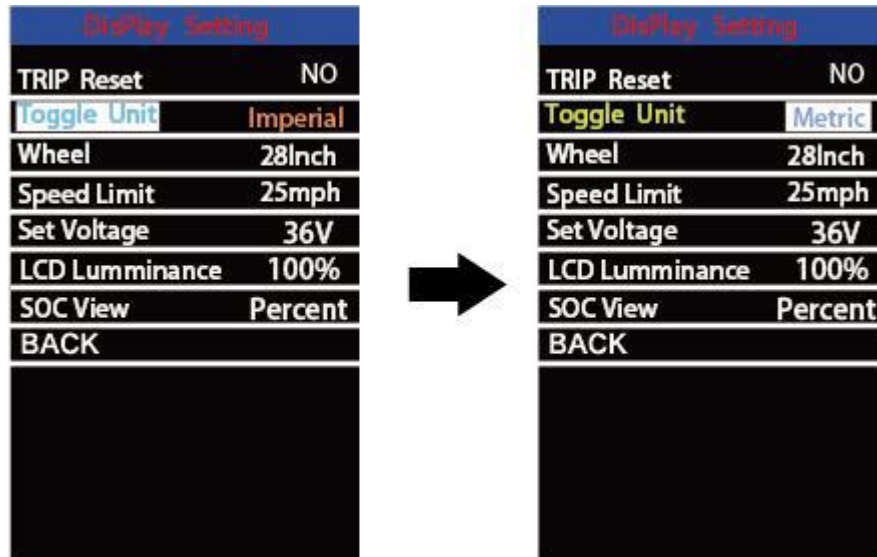 DisPlay Setting
TRIP Reset NO
Toggle Unit Imperial
Wheel 28Inch
Speed Limit 25mph
Set Voltage 36V
LCD Lumminance 100%
SOC View Percent
BACK
DisPlay Setting
TRIP Reset NO
Toggle Unit Metric
Wheel 28Inch
Speed Limit 25mph
Set Voltage 36V
LCD Lumminance 100%
SOC View Percent
BACK